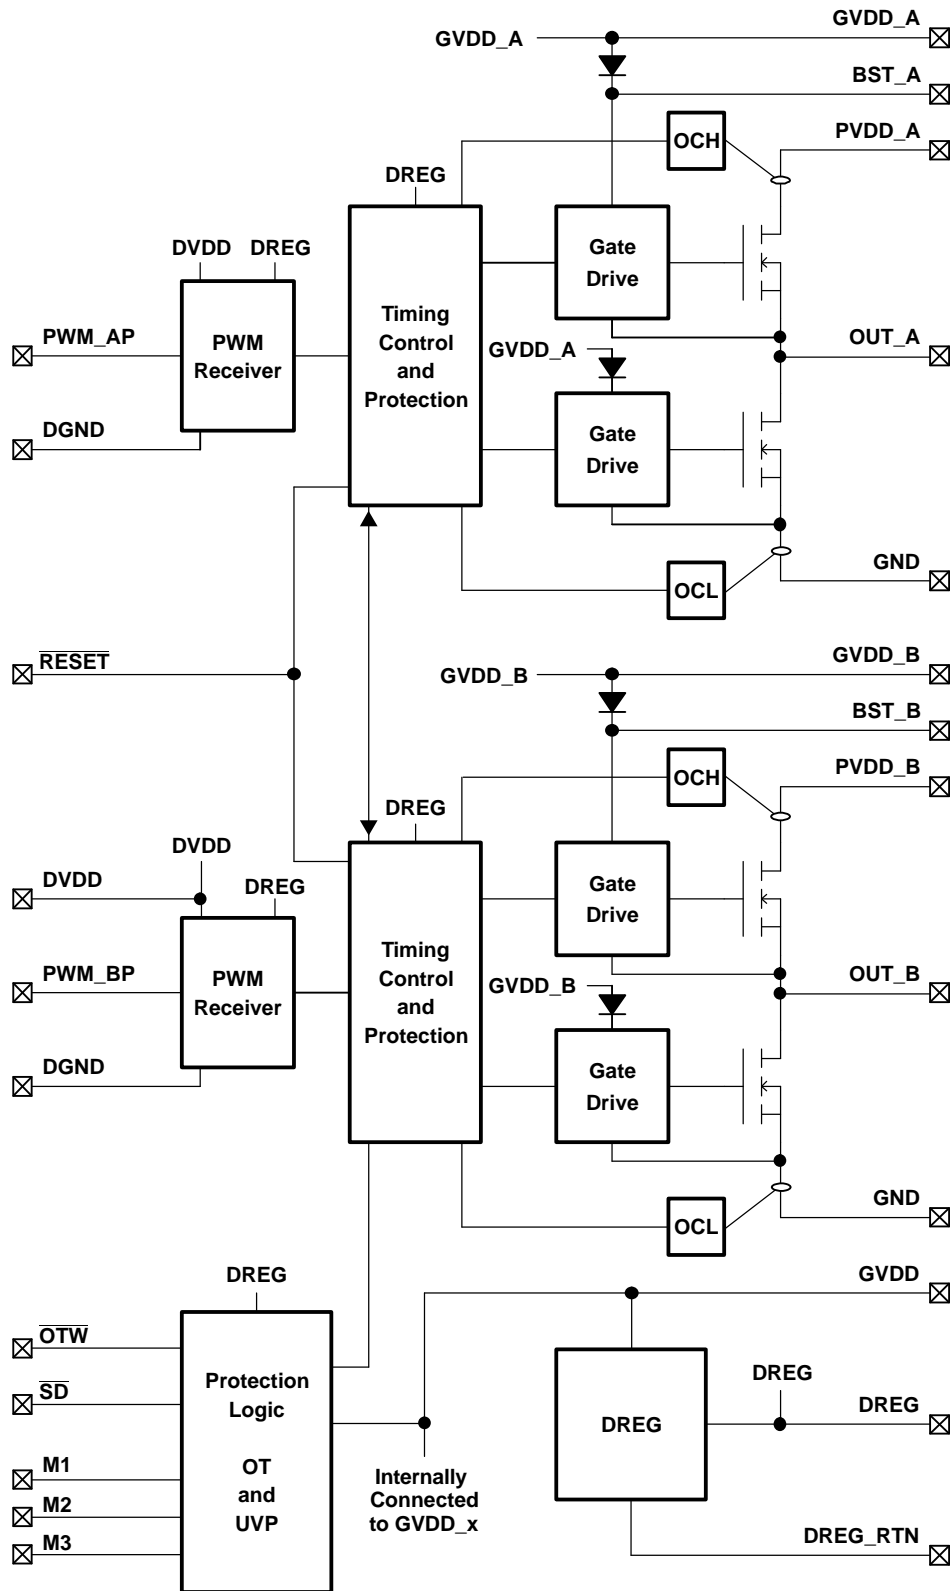 GVDD_A
GVDD_A
BST_A
OCH
PVDD_A
DREG
DVDD
DREG
Gate
Drive
PWM_AP
PWM
Receiver
Timing
Control
and
Protection
GVDD_A
OUT_A
DGND
Gate
Drive
OCL
GND
RESET
GVDD_B
GVDD_B
BST_B
OCH
PVDD_B
DREG
DVDD
DVDD
DREG
Gate
Drive
PWM_BP
PWM
Receiver
Timing
Control
and
Protection
GVDD_B
OUT_B
DGND
Gate
Drive
OCL
GND
DREG
GVDD
OTW
SD
Protection
Logic
OT
and
UVP
DREG
DREG
DREG
M1
M2
M3
Internally
Connected
to GVDD_x
DREG_RTN